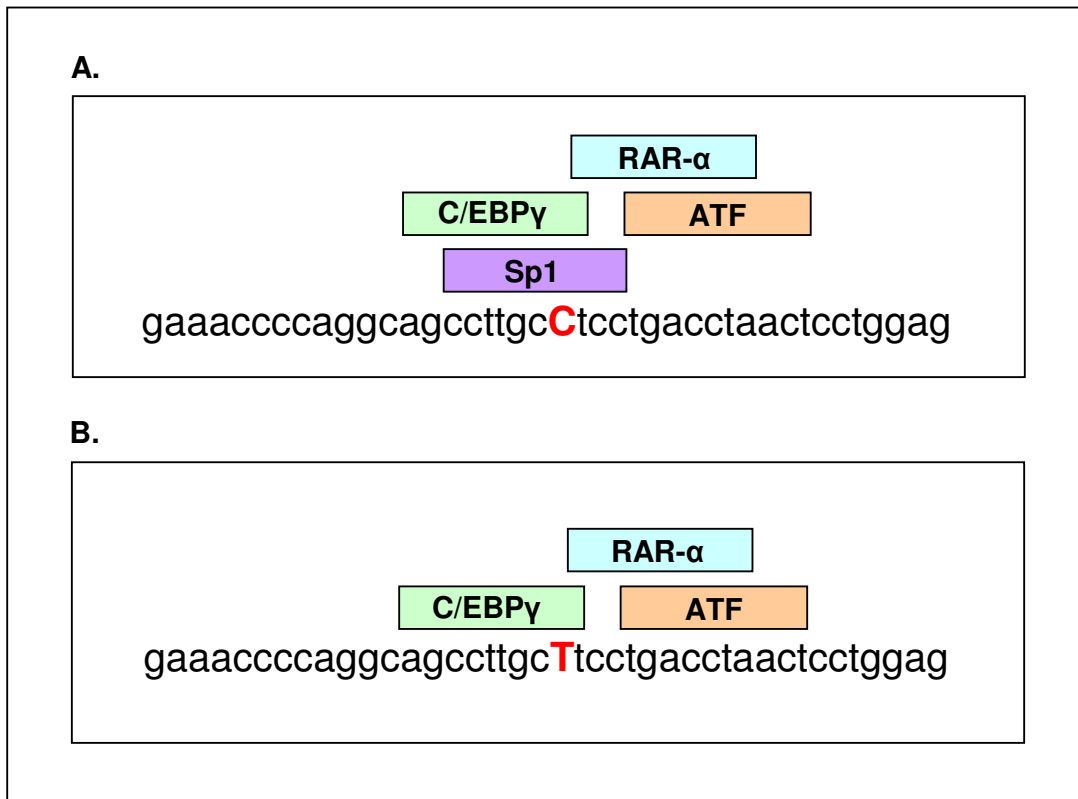 A.
RAR-α
C/EBPγ ATF
Sp1
gaaaccccaggcagccttgcCtcctgacctaactcctggag
B.
RAR-α
C/EBPγ ATF
gaaaccccaggcagccttgcTtcctgacctaactcctggag